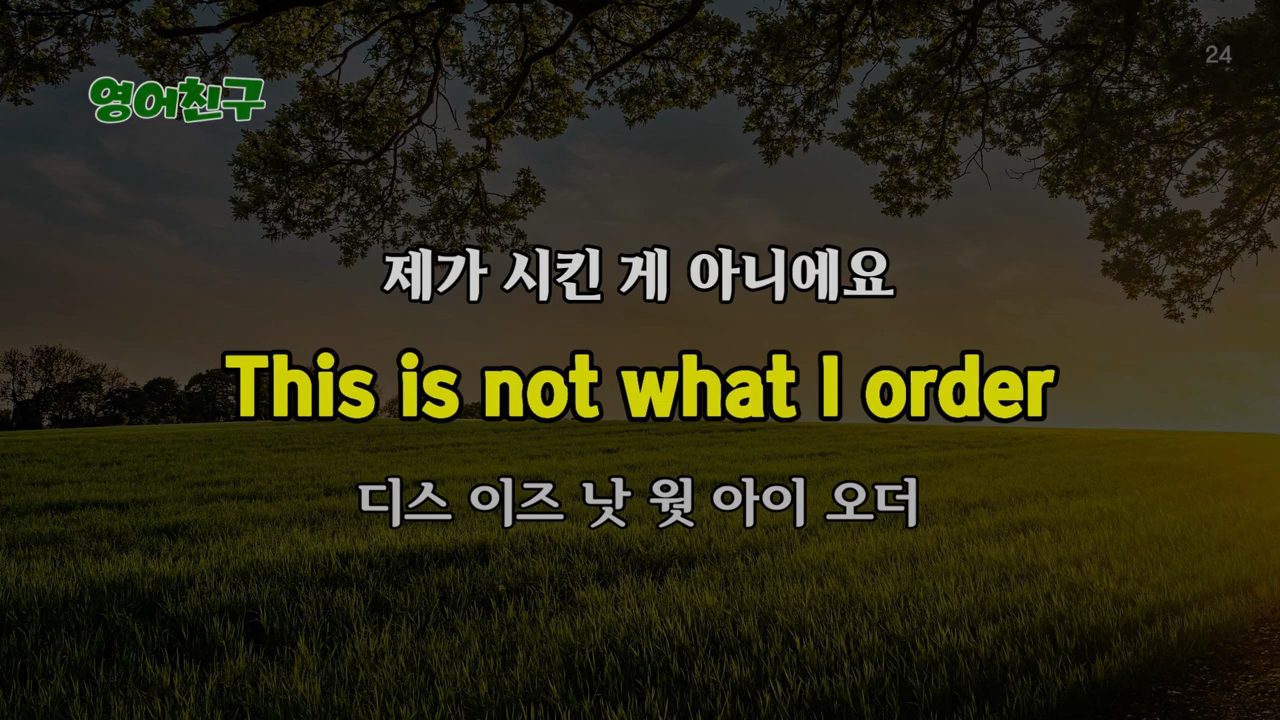 영어친구
24
제가 시킨 게 아니에요
This is not what I order
디스 이즈 낫 웟 아이 오더